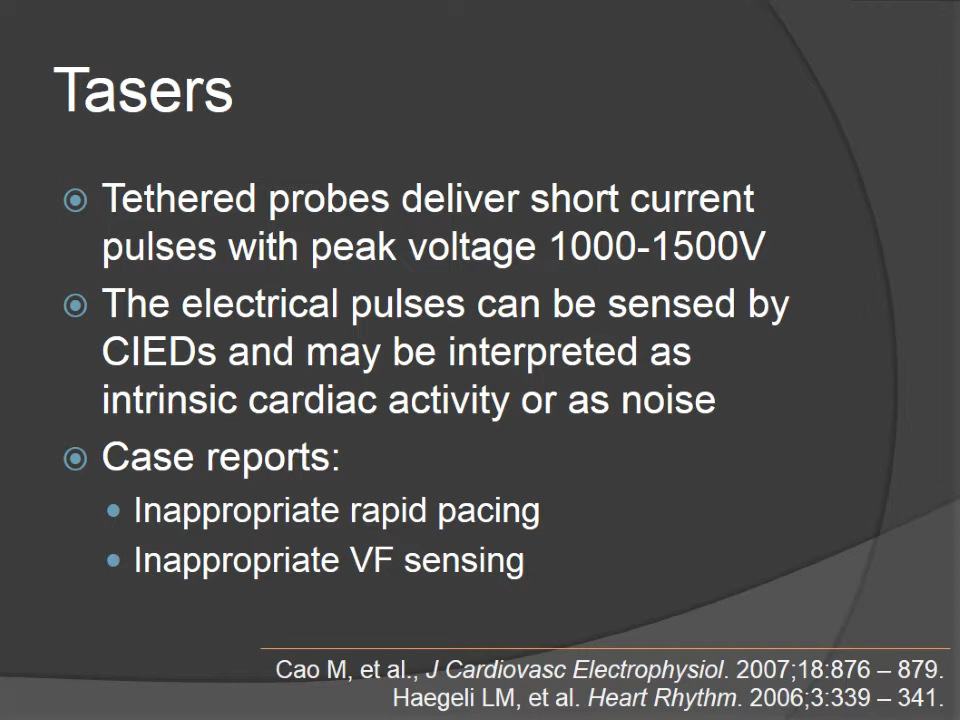 Tasers
Tethered probes deliver short current
pulses with peak voltage 1000-1500V
The electrical pulses can be sensed by
CIEDs and may be interpreted as
intrinsic cardiac activity or as noise
Case reports:
Inappropriate rapid pacing
Inappropriate VF sensing
Cao M, et al., J Cardiovasc Electrophysiol. 2007;18:876 – 879.
Haegeli LM, et al. Heart Rhythm. 2006;3:339 – 341.